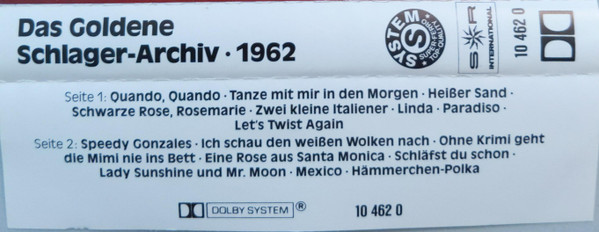 Das Goldene
Schlager-Archiv · 1962
SYSTEM
S
SUPER
TOP-QUALITY
S R
INTERNATIONAL
10 462 0
Seite 1: Quando, Quando · Tanze mit mir in den Morgen · Heißer Sand ·
Schwarze Rose, Rosemarie · Zwei kleine Italiener · Linda · Paradiso ·
Let's Twist Again
Seite 2: Speedy Gonzales · Ich schau den weißen Wolken nach · Ohne Krimi geht
die Mimi nie ins Bett · Eine Rose aus Santa Monica · Schläfst du schon ·
Lady Sunshine und Mr. Moon · Mexico · Hämmerchen-Polka
DOLBY SYSTEM ® 10 462 0